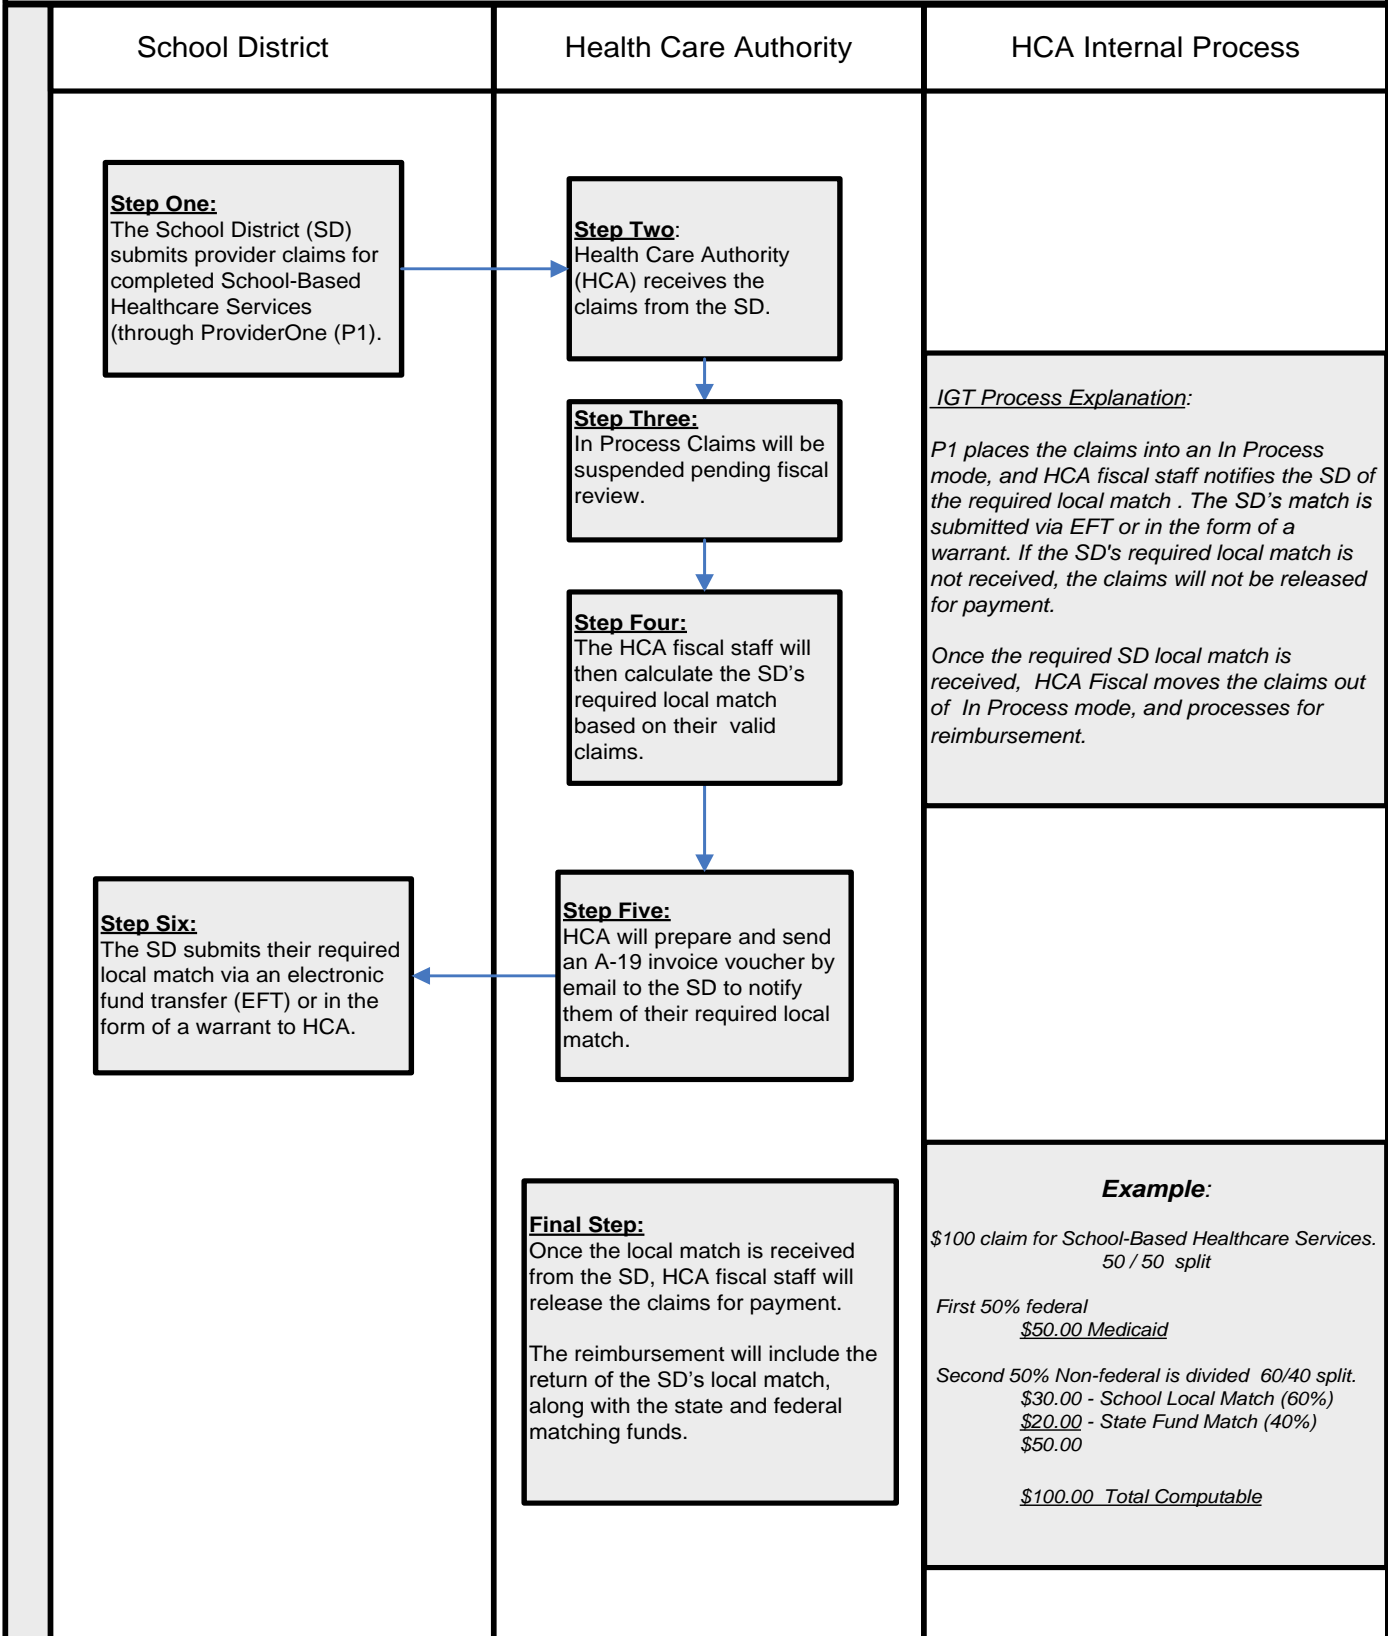 School District
Health Care Authority
HCA Internal Process
Step One:
The School District (SD)
submits provider claims for
completed School-Based
Healthcare Services
(through ProviderOne (P1).
Step Two:
Health Care Authority
(HCA) receives the
claims from the SD.
Step Three:
In Process Claims will be
suspended pending fiscal
review.
Step Four:
The HCA fiscal staff will
then calculate the SD’s
required local match
based on their  valid
claims.
Step Five:
HCA will prepare and send
an A-19 invoice voucher by
email to the SD to notify
them of their required local
match.
Step Six:
The SD submits their required
local match via an electronic
fund transfer (EFT) or in the
form of a warrant to HCA.
Final Step:
Once the local match is received
from the SD, HCA fiscal staff will
release the claims for payment.
The reimbursement will include the
return of the SD’s local match,
along with the state and federal
matching funds.
IGT Process Explanation:
P1 places the claims into an In Process
mode, and HCA fiscal staff notifies the SD of
the required local match . The SD’s match is
submitted via EFT or in the form of a
warrant. If the SD's required local match is
not received, the claims will not be released
for payment.
Once the required SD local match is
received,  HCA Fiscal moves the claims out
of  In Process mode, and processes for
reimbursement.
Example:
$100 claim for School-Based Healthcare Services.
50 / 50  split
First 50% federal
$50.00 Medicaid
Second 50% Non-federal is divided  60/40 split.
$30.00 - School Local Match (60%)
$20.00 - State Fund Match (40%)
$50.00
$100.00  Total Computable